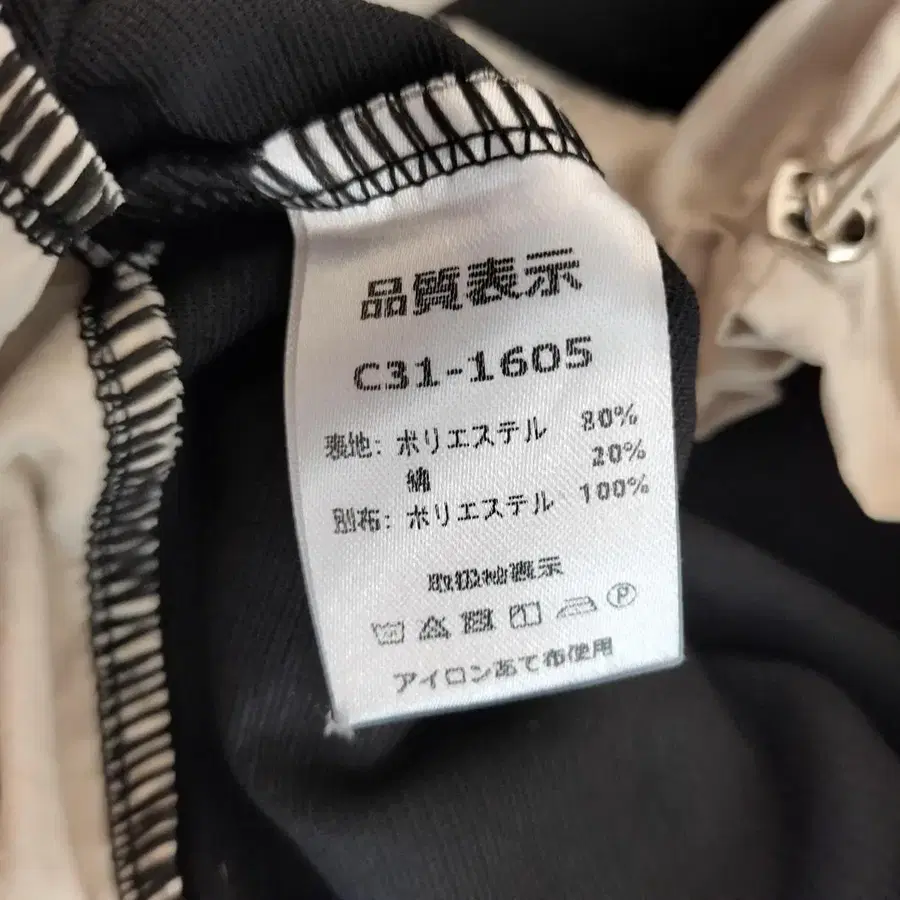 品質表示
C31-1605
表地: ポリエステル 80%
綿 20%
別布: ポリエステル 100%
取扱袖表示
P
アイロンあて布使用